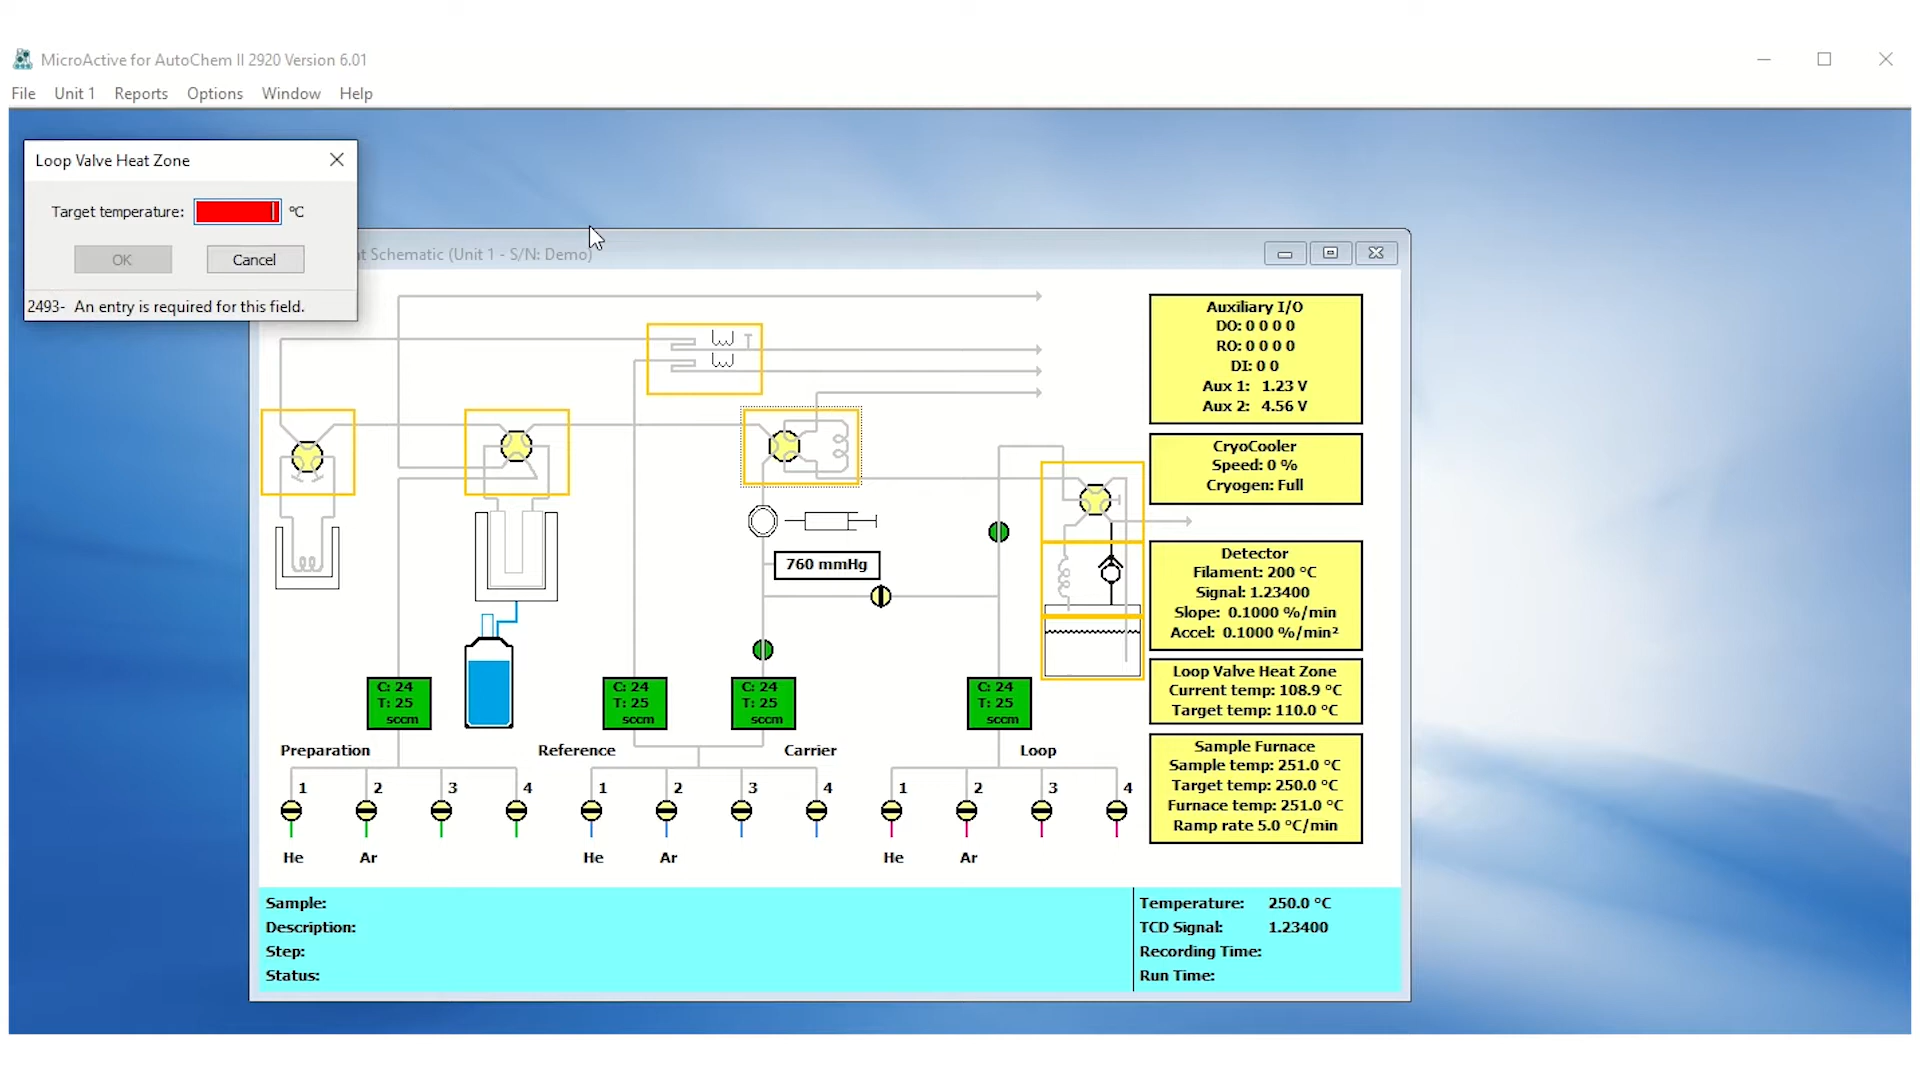 MicroActive for AutoChem II 2920 Version 6.01
File Unit 1 Reports Options Window Help
Loop Valve Heat Zone
Target temperature: °C
OK Cancel
2493- An entry is required for this field.
t Schematic (Unit 1 - S/N: Demo)
Auxiliary I/O
DO: 0 0 0 0
RO: 0 0 0 0
DI: 0 0
Aux 1: 1.23 V
Aux 2: 4.56 V
CryoCooler
Speed: 0 %
Cryogen: Full
760 mmHg
Detector
Filament: 200 °C
Signal: 1.23400
Slope: 0.1000 %/min
Accel: 0.1000 %/min²
Loop Valve Heat Zone
Current temp: 108.9 °C
Target temp: 110.0 °C
Sample Furnace
Sample temp: 251.0 °C
Target temp: 250.0 °C
Furnace temp: 251.0 °C
Ramp rate 5.0 °C/min
C: 24
T: 25
sccm
C: 24
T: 25
sccm
C: 24
T: 25
sccm
C: 24
T: 25
sccm
Preparation Reference Carrier Loop
1 2 3 4 1 2 3 4 1 2 3 4
He Ar He Ar He Ar
Sample:
Description:
Step:
Status:
Temperature: 250.0 °C
TCD Signal: 1.23400
Recording Time:
Run Time: